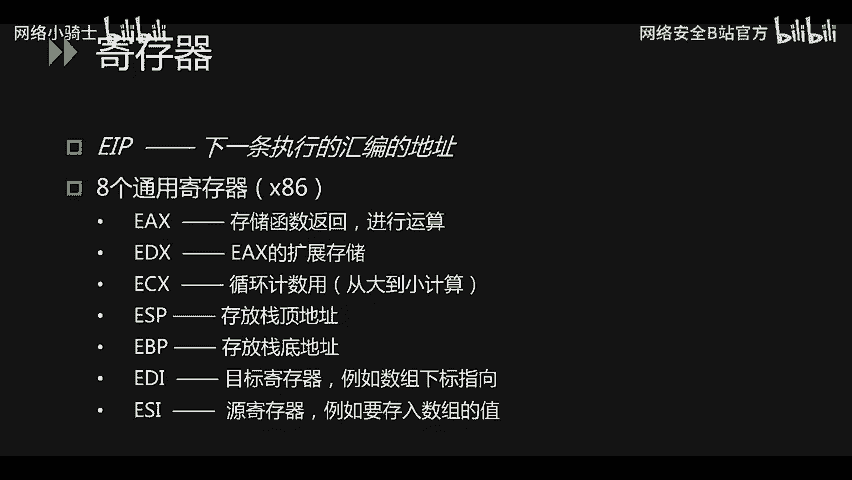 网络小骑士 bilibili
网络安全B站官方 bilibili
寄存器
EIP —— 下一条执行的汇编的地址
8个通用寄存器（x86）
• EAX —— 存储函数返回，进行运算
• EDX —— EAX的扩展存储
• ECX —— 循环计数用（从大到小计算）
• ESP —— 存放栈顶地址
• EBP —— 存放栈底地址
• EDI —— 目标寄存器，例如数组下标指向
• ESI —— 源寄存器，例如要存入数组的值